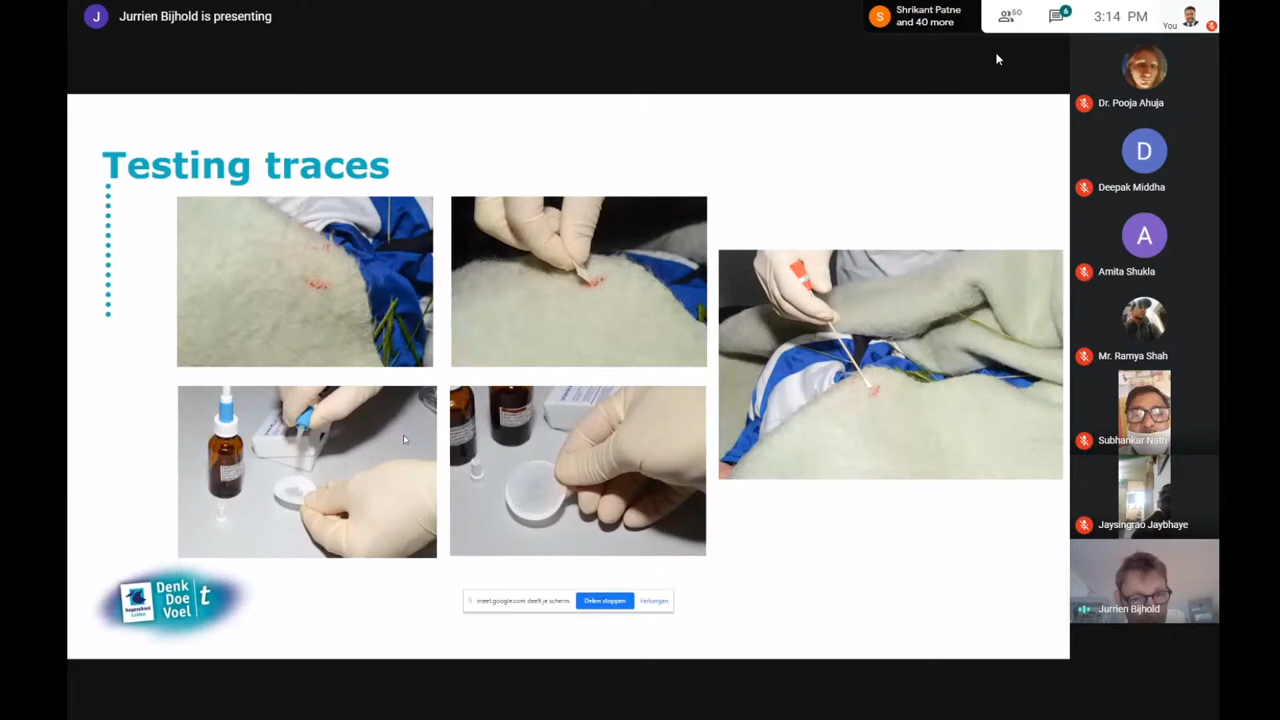 J
Jurrien Bijhold is presenting
S
Shrikant Patne
and 40 more
50
6
3:14 PM
You
Testing traces
Dr. Pooja Ahuja
D
Deepak Middha
A
Amita Shukla
Mr. Ramya Shah
Subhankar Nath
Jaysingrao Jaybhaye
Jurrien Bijhold
hogeschool
Leiden
Denk
Doe
Voel
t
meet.google.com deelt je scherm.
Delen stoppen
Verbergen